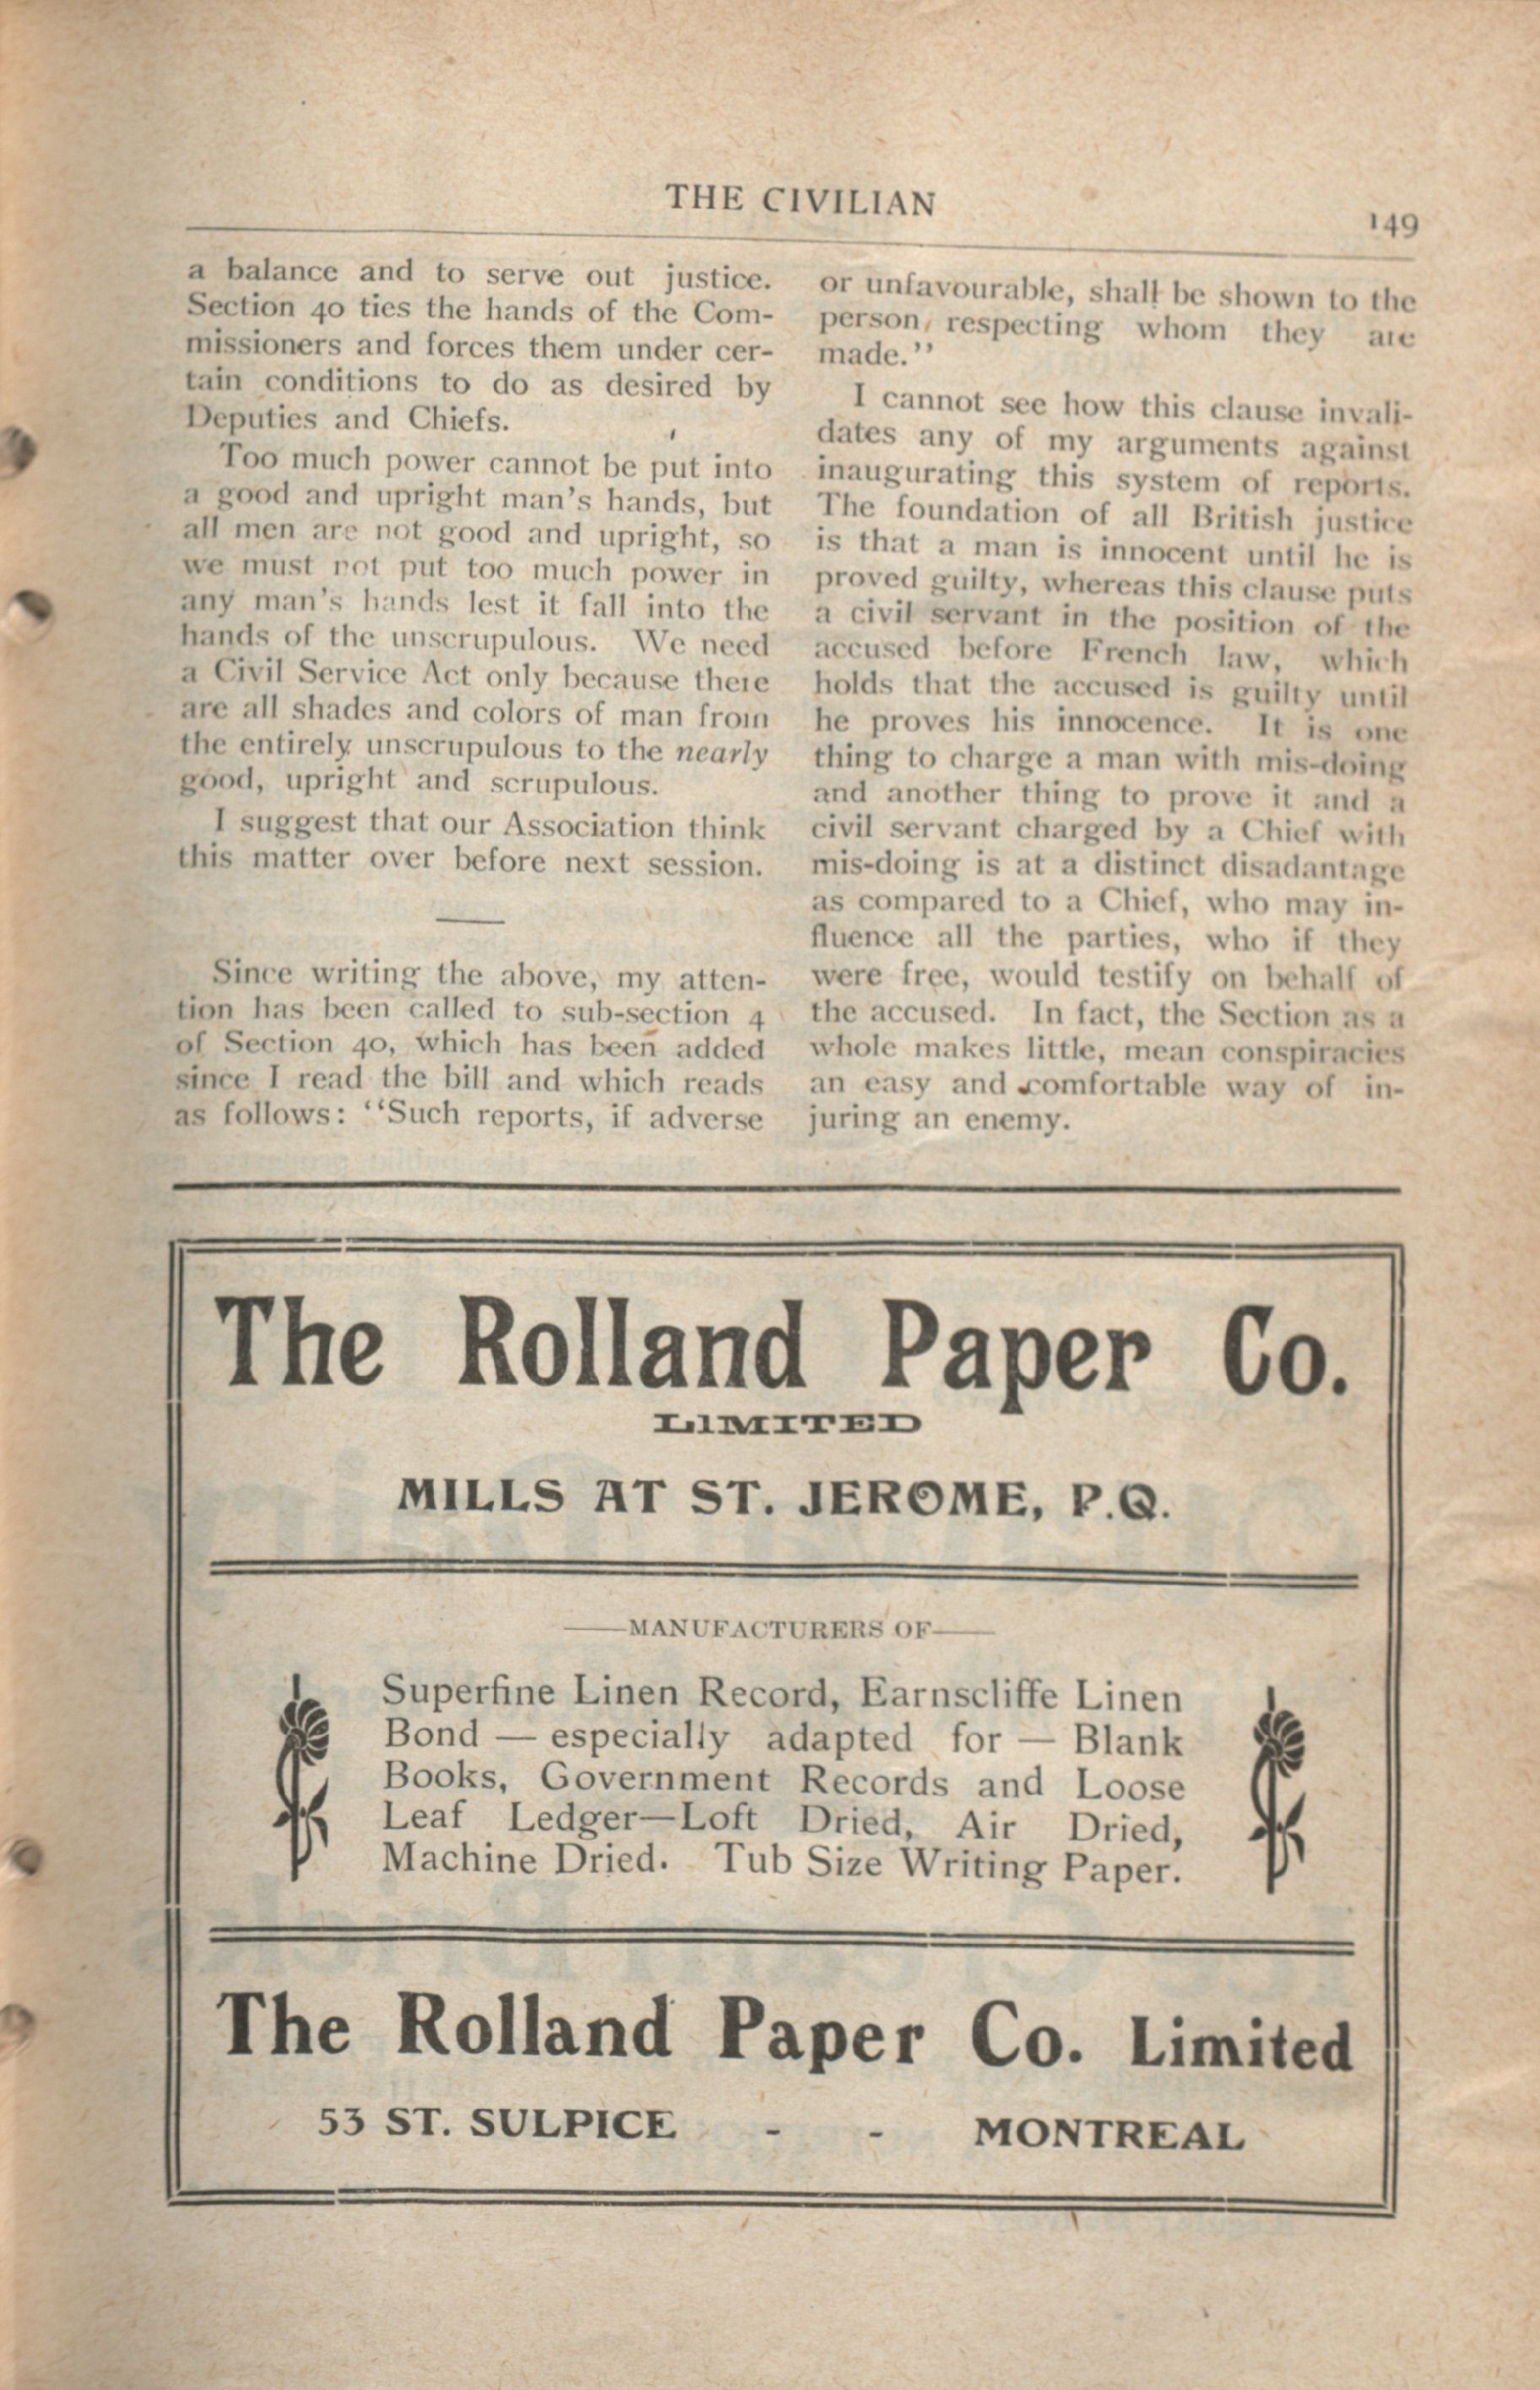 THE CIVILIAN
149
a balance and to serve out justice.
Section 40 ties the hands of the Com-
missioners and forces them under cer-
tain conditions to do as desired by
Deputies and Chiefs.
Too much power cannot be put into
a good and upright man's hands, but
all men are not good and upright, so
we must not put too much power in
any man's hands lest it fall into the
hands of the unscrupulous. We need
a Civil Service Act only because there
are all shades and colors of man from
the entirely unscrupulous to the nearly
good, upright and scrupulous.
I suggest that our Association think
this matter over before next session.
Since writing the above, my atten-
tion has been called to sub-section 4
of Section 40, which has been added
since I read the bill and which reads
as follows: "Such reports, if adverse
or unfavourable, shall be shown to the
person, respecting whom they are
made."
I cannot see how this clause invali-
dates any of my arguments against
inaugurating this system of reports.
The foundation of all British justice
is that a man is innocent until he is
proved guilty, whereas this clause puts
a civil servant in the position of the
accused before French law, which
holds that the accused is guilty until
he proves his innocence. It is one
thing to charge a man with mis-doing
and another thing to prove it and a
civil servant charged by a Chief with
mis-doing is at a distinct disadantage
as compared to a Chief, who may in-
fluence all the parties, who if they
were free, would testify on behalf of
the accused. In fact, the Section as a
whole makes little, mean conspiracies
an easy and comfortable way of in-
juring an enemy.
The Rolland Paper Co.
LIMITED
MILLS AT ST. JEROME, P.Q.
——MANUFACTURERS OF——
Superfine Linen Record, Earnscliffe Linen
Bond — especially adapted for — Blank
Books, Government Records and Loose
Leaf Ledger—Loft Dried, Air Dried,
Machine Dried. Tub Size Writing Paper.
The Rolland Paper Co. Limited
53 ST. SULPICE - - MONTREAL